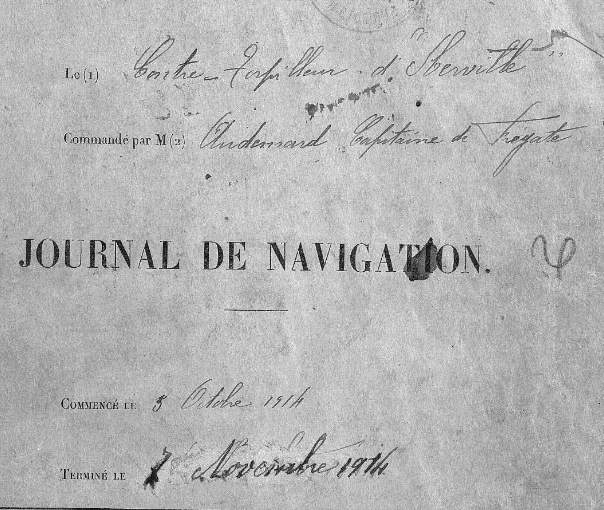 Le (1) Contre-Torpilleur "d'Iberville"
Commandé par M (2) Audemard Capitaine de Frégate
JOURNAL DE NAVIGATION.
COMMENCÉ LE 5 Octobre 1914
TERMINÉ LE 7 Novembre 1914